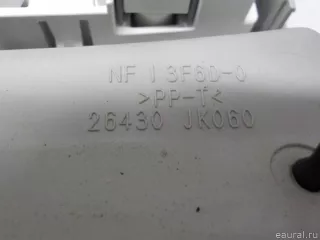 NF I 3F6D-0
>PP-T<
26430 JK060
eaural.ru